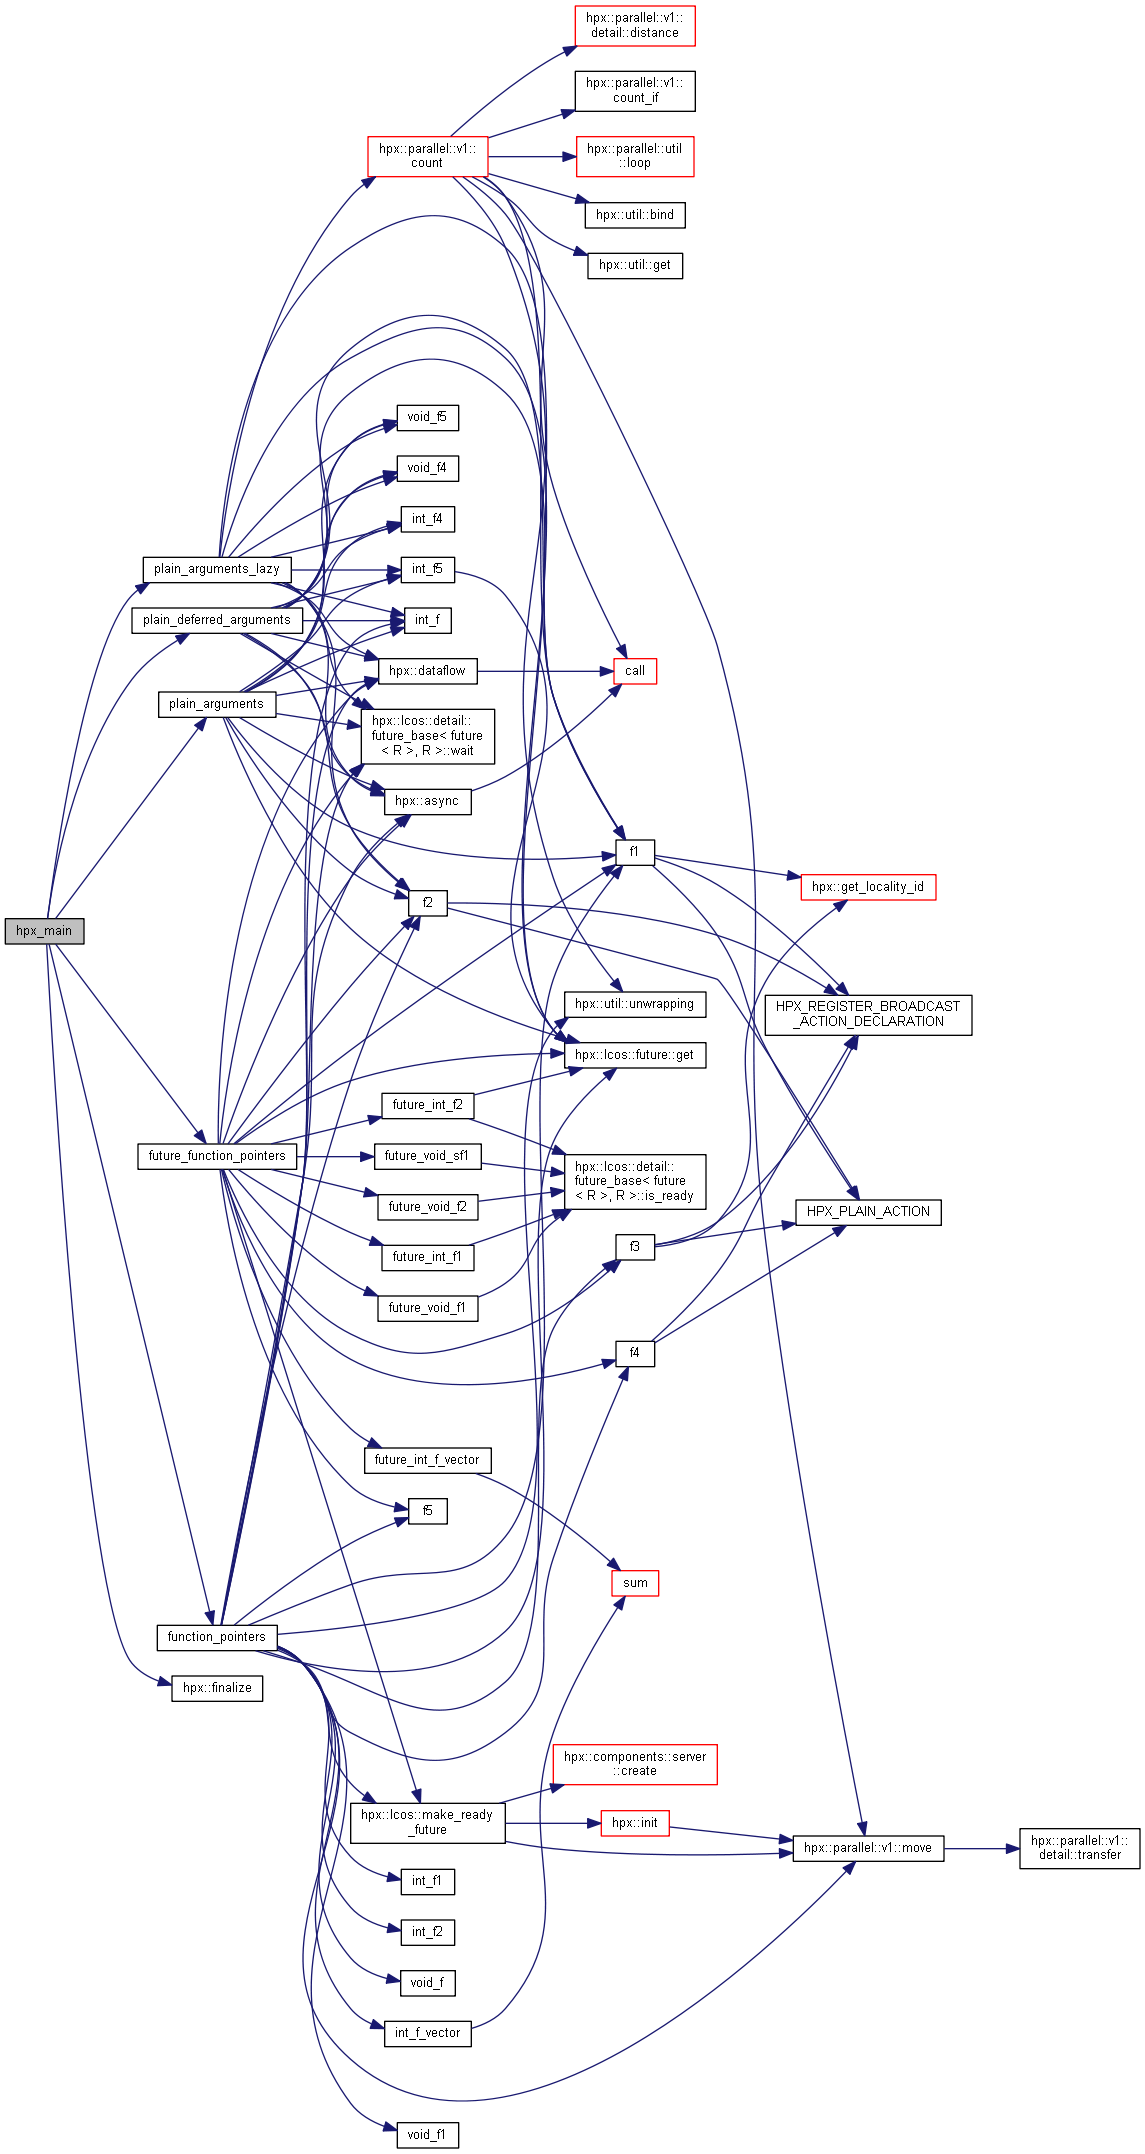 hpx::parallel::v1::
detail::distance
hpx::parallel::v1::
count_if
hpx::parallel::v1::
count
hpx::parallel::util
::loop
hpx::util::bind
hpx::util::get
void_f5
void_f4
int_f4
plain_arguments_lazy
int_f5
plain_deferred_arguments
int_f
hpx::dataflow
call
plain_arguments
hpx::lcos::detail::
future_base< future
< R >, R >::wait
hpx::async
f1
hpx::get_locality_id
f2
hpx_main
hpx::util::unwrapping
HPX_REGISTER_BROADCAST
_ACTION_DECLARATION
hpx::lcos::future::get
future_int_f2
future_function_pointers
future_void_sf1
hpx::lcos::detail::
future_base< future
< R >, R >::is_ready
future_void_f2
HPX_PLAIN_ACTION
future_int_f1
f3
future_void_f1
f4
future_int_f_vector
f5
sum
function_pointers
hpx::finalize
hpx::components::server
::create
hpx::lcos::make_ready
_future
hpx::init
hpx::parallel::v1::move
hpx::parallel::v1::
detail::transfer
int_f1
int_f2
void_f
int_f_vector
void_f1